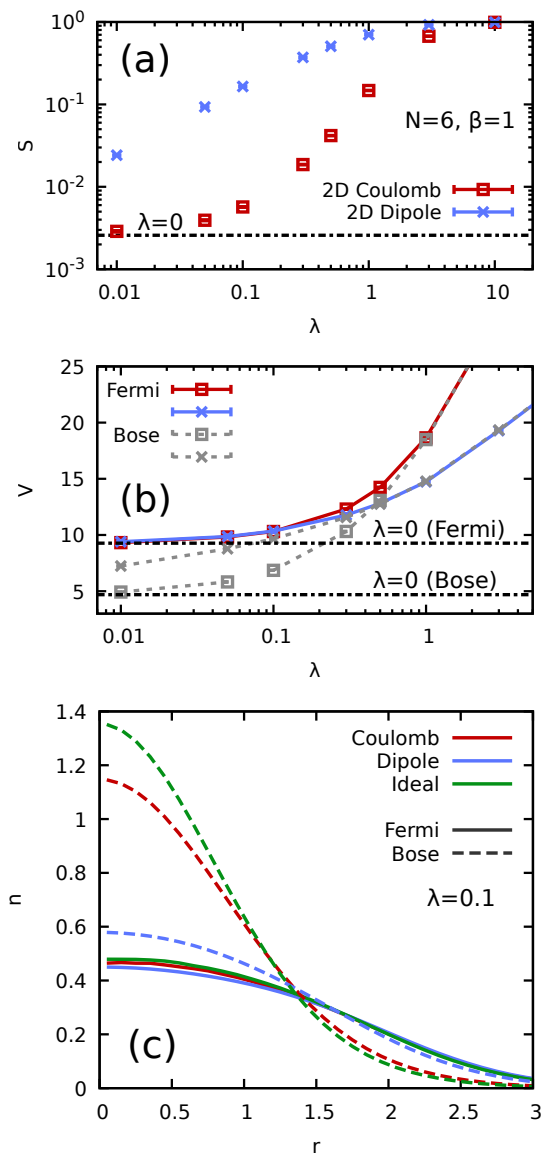 10⁰
(a)
10⁻¹
N=6, β=1
S
10⁻²
2D Coulomb
2D Dipole
λ=0
10⁻³
0.01 0.1 1 10
λ
25
Fermi
20
Bose
V
15
(b)
10
λ=0 (Fermi)
λ=0 (Bose)
5
0.01 0.1 1
λ
1.4
Coulomb
Dipole
1.2
Ideal
1
Fermi
Bose
0.8
n
λ=0.1
0.6
0.4
0.2
(c)
0
0 0.5 1 1.5 2 2.5 3
r